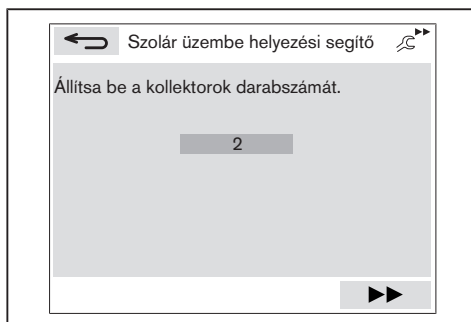 Szolár üzembe helyezési segítő
Állítsa be a kollektorok darabszámát.
2